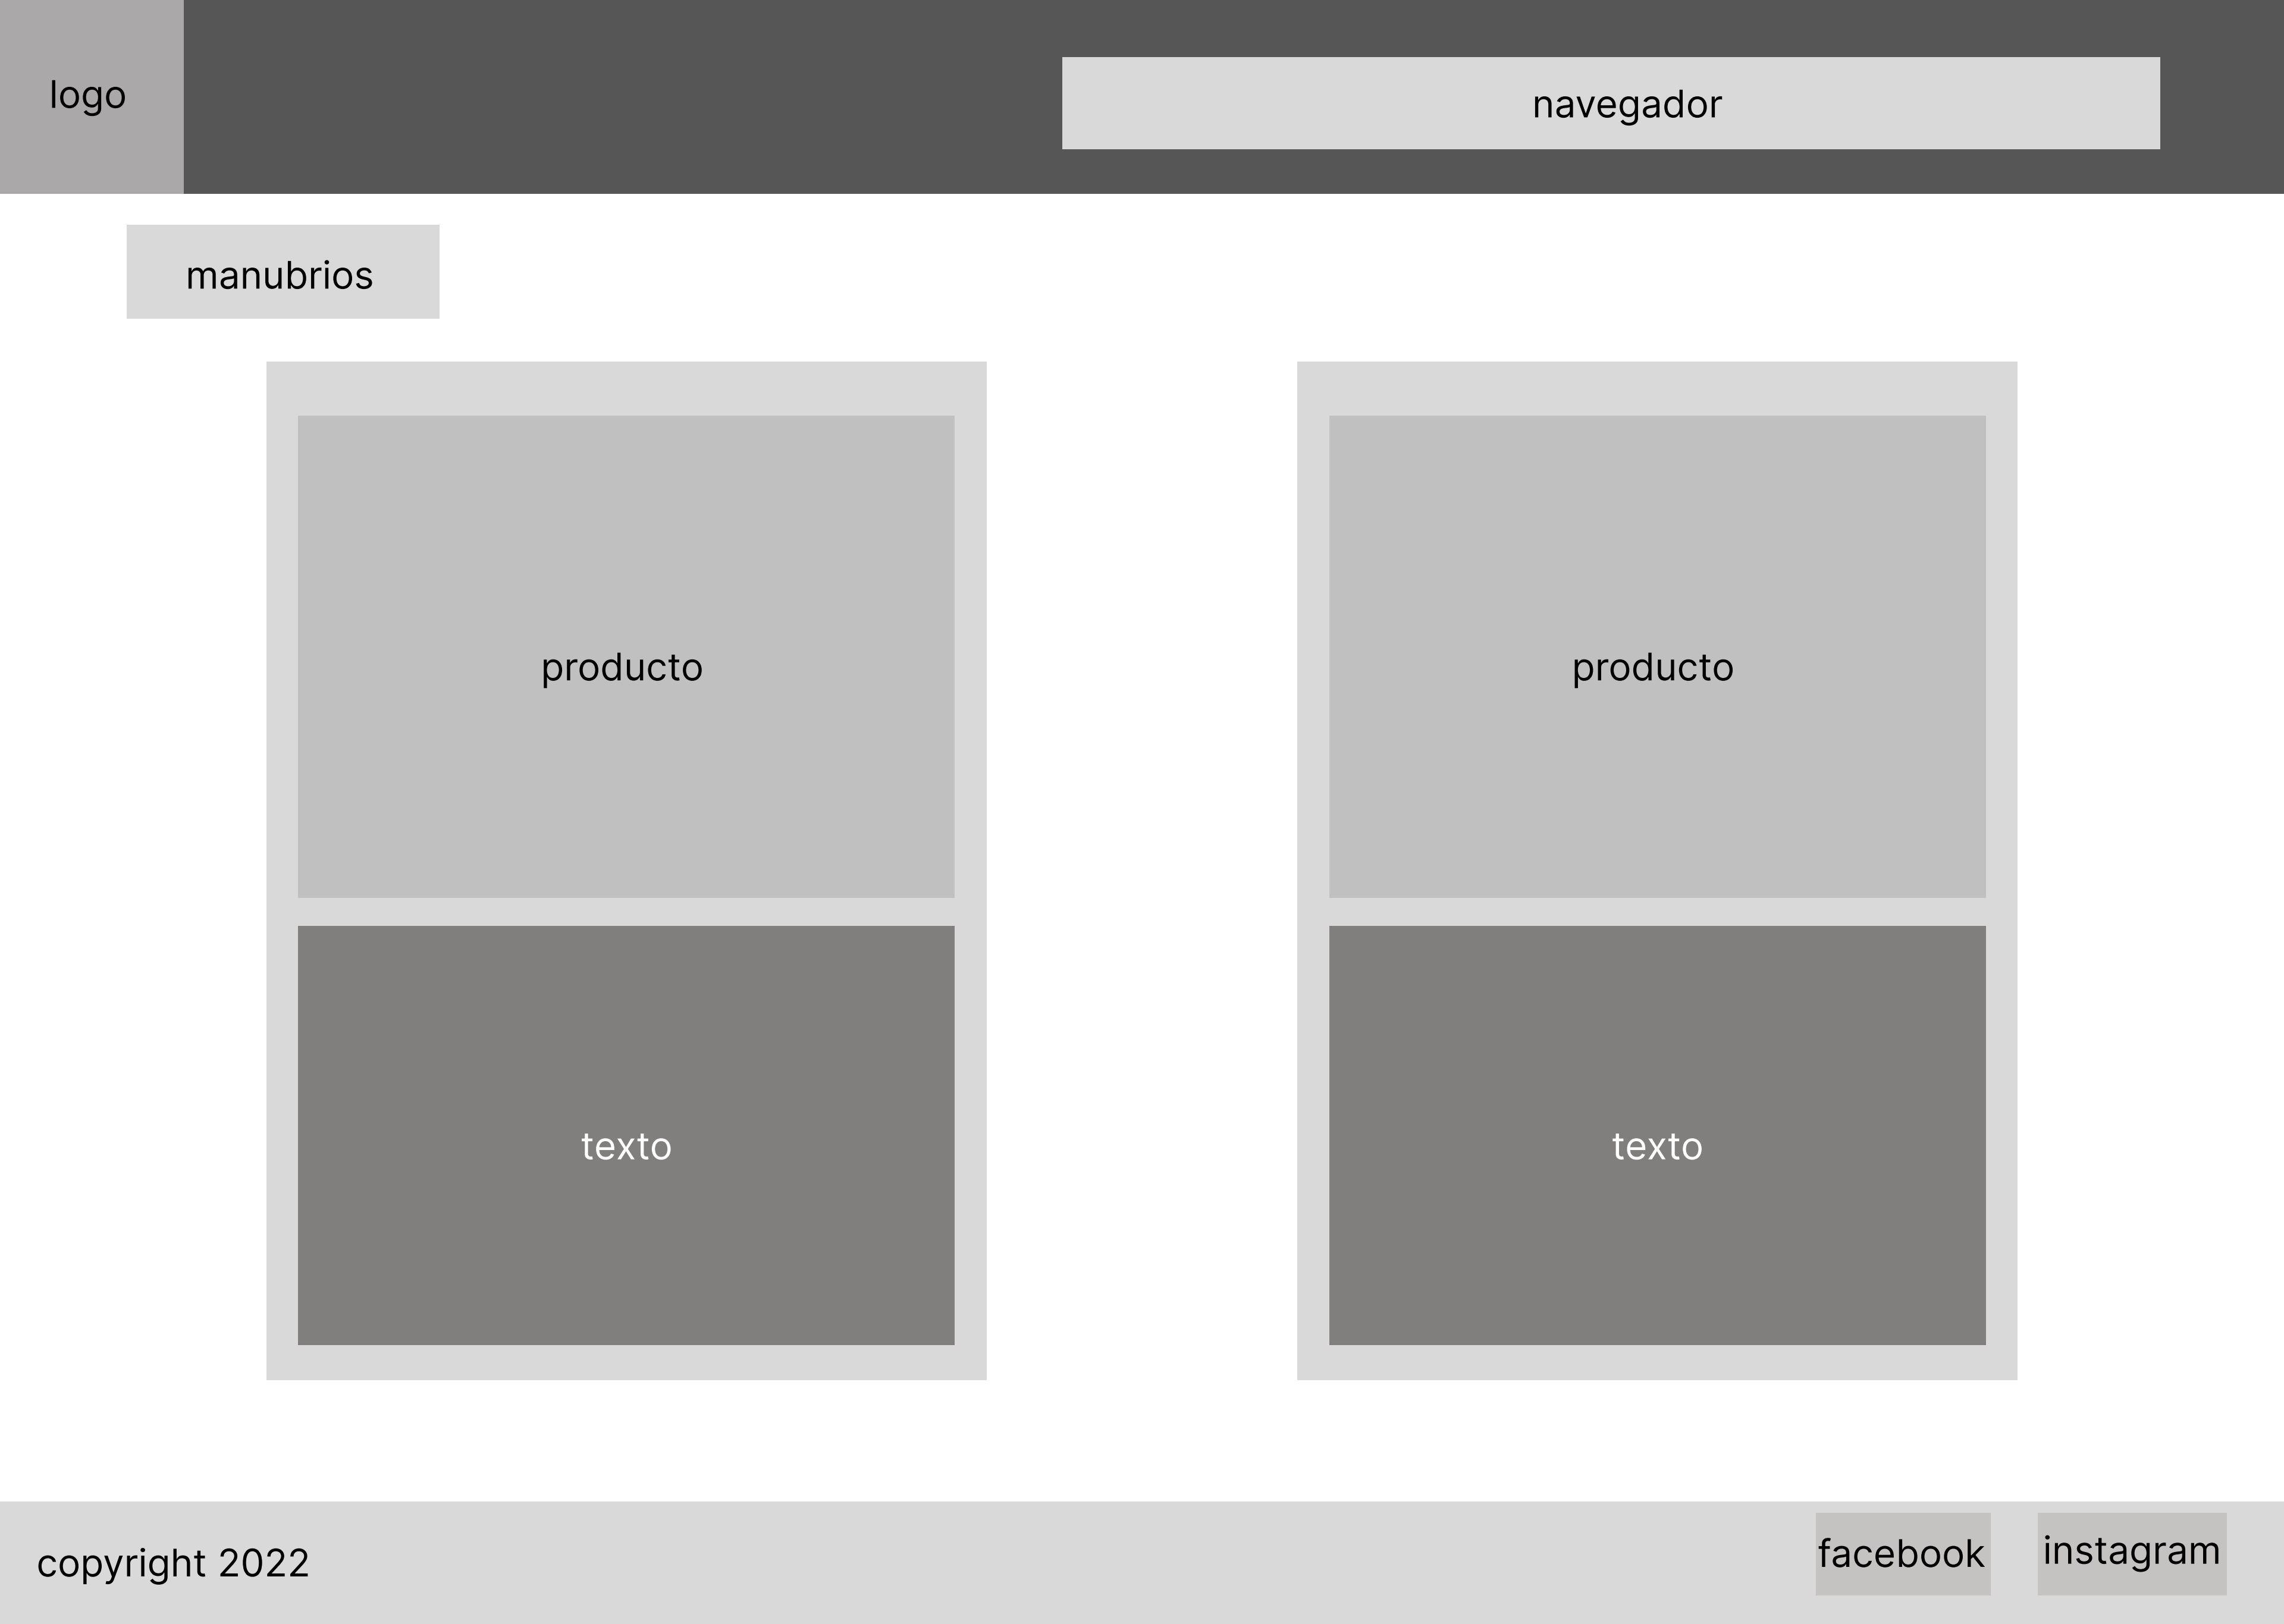 logo
navegador
manubrios
producto
producto
texto
texto
copyright 2022
facebook
instagram